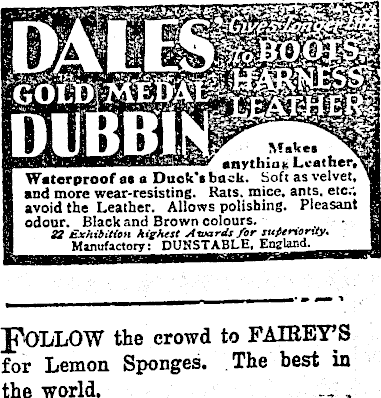 DALES'
GOLD MEDAL
DUBBIN
Gives longer life
to BOOTS,
HARNESS
LEATHER
Makes
anything Leather,
Waterproof as a Duck's back. Soft as velvet,
and more wear-resisting. Rats, mice, ants, etc.,
avoid the Leather. Allows polishing. Pleasant
odour. Black and Brown colours.
22 Exhibition highest Awards for superiority.
Manufactory: DUNSTABLE, England.
FOLLOW the crowd to FAIREY'S
for Lemon Sponges. The best in
the world.